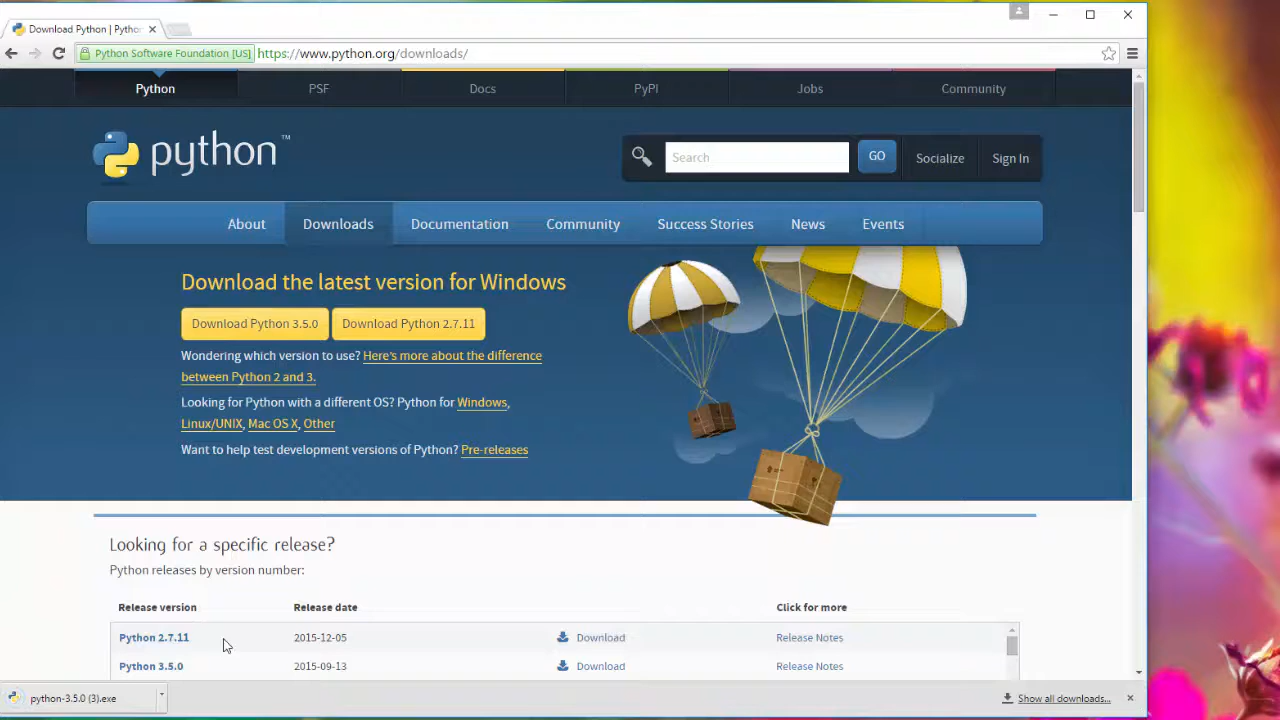 Download Python | Pytho
Python Software Foundation [US] https://www.python.org/downloads/
Python PSF Docs PyPI Jobs Community
python™
Search GO Socialize Sign In
About Downloads Documentation Community Success Stories News Events
Download the latest version for Windows
Download Python 3.5.0 Download Python 2.7.11
Wondering which version to use? Here's more about the difference
between Python 2 and 3.
Looking for Python with a different OS? Python for Windows,
Linux/UNIX, Mac OS X, Other
Want to help test development versions of Python? Pre-releases
Looking for a specific release?
Python releases by version number:
Release version Release date Click for more
Python 2.7.11 2015-12-05 Download Release Notes
Python 3.5.0 2015-09-13 Download Release Notes
python-3.5.0 (3).exe Show all downloads...